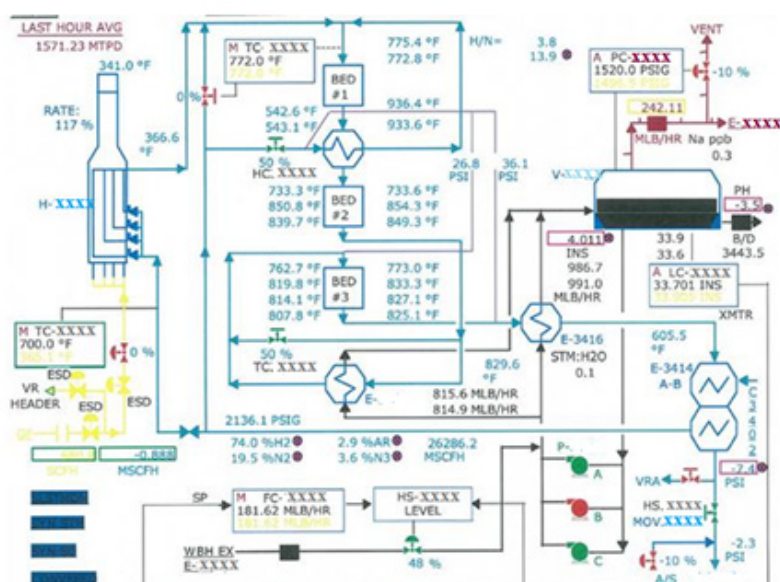 LAST HOUR AVG
1571.23 MTPD
341.0 °F
RATE:
117 %
366.6
°F
H-XXXX
0 %
M TC-XXXX
772.0 °F
772.0 °F
775.4 °F
772.8 °F
H/N=
3.8
13.9
BED
#1
542.6 °F
543.1 °F
936.4 °F
933.6 °F
50 %
HC. XXXX
26.8
PSI
36.1
PSI
733.3 °F
850.8 °F
839.7 °F
BED
#2
733.6 °F
854.3 °F
849.3 °F
762.7 °F
819.8 °F
814.1 °F
807.8 °F
BED
#3
773.0 °F
833.3 °F
827.1 °F
825.1 °F
50 %
TC. XXXX
E-
829.6
°F
815.6 MLB/HR
814.9 MLB/HR
VENT
A PC-XXXX
1520.0 PSIG
-10 %
242.11
MLB/HR
E-XXXX
Na ppb
0.3
V-XXXX
PH
-3.5
B/D
3443.5
4.011
INS
986.7
991.0
MLB/HR
33.9
33.6
A LC-XXXX
33.701 INS
XMTR
E-3416
STM:H2O
0.1
605.5
°F
E-3414
A-B
M TC-XXXX
700.0 °F
365.1 °F
0 %
ESD
VR
HEADER
ESD
ESD
SCFH
-0.888
MSCFH
2136.1 PSIG
74.0 %H2
2.9 %AR
26286.2
MSCFH
19.5 %N2
3.6 %N3
P-
A
B
C
-7.4
PSI
VRA
HS. XXXX
MOV. XXXX
-2.3
PSI
-10 %
A/S
SP
M FC-XXXX
181.62 MLB/HR
181.62 MLB/HR
HS-XXXX
LEVEL
WBH EX
E-XXXX
48 %